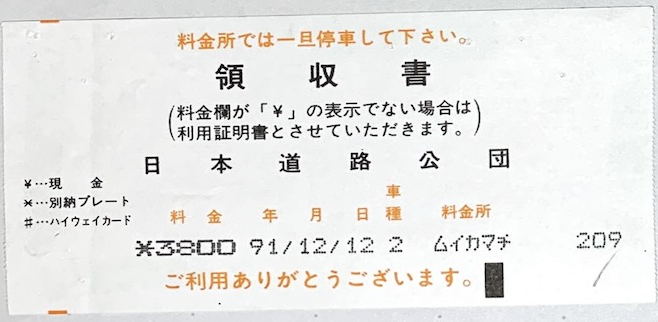 料金所では一旦停車して下さい。
領収書
(料金欄が「¥」の表示でない場合は
利用証明書とさせていただきます。)
日本道路公団
¥…現金
*…別納プレート
#…ハイウェイカード
料金 年 月 日 車種 料金所
¥3800 91/12/12 2 ムイカマチ 209
ご利用ありがとうございます。